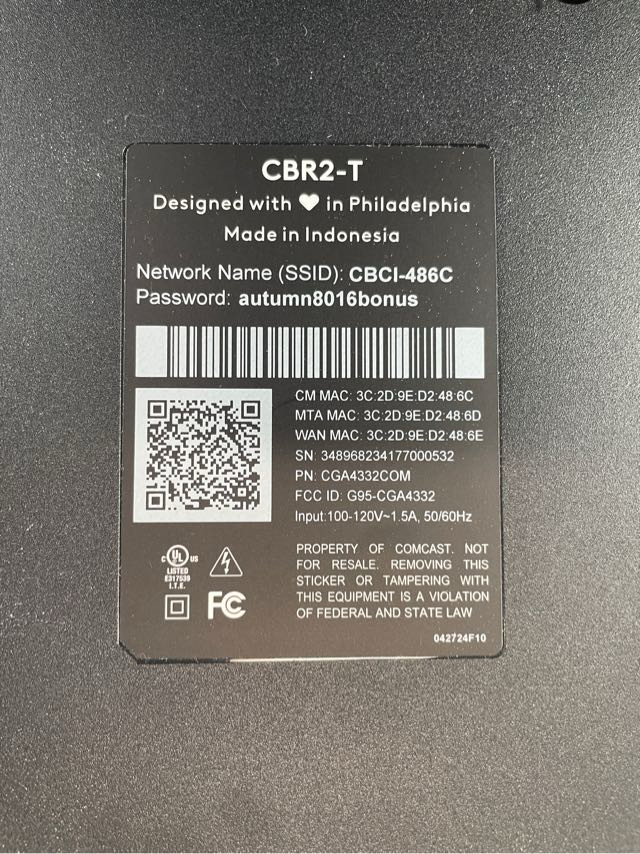 CBR2-T
Designed with ♥ in Philadelphia
Made in Indonesia
Network Name (SSID): CBCI-486C
Password: autumn8016bonus
CM MAC: 3C:2D:9E:D2:48:6C
MTA MAC: 3C:2D:9E:D2:48:6D
WAN MAC: 3C:2D:9E:D2:48:6E
SN: 348968234177000532
PN: CGA4332COM
FCC ID: G95-CGA4332
Input:100-120V~1.5A, 50/60Hz
C UL US
LISTED
E317539
I.T.E.
FC
PROPERTY OF COMCAST. NOT
FOR RESALE. REMOVING THIS
STICKER OR TAMPERING WITH
THIS EQUIPMENT IS A VIOLATION
OF FEDERAL AND STATE LAW
042724F10